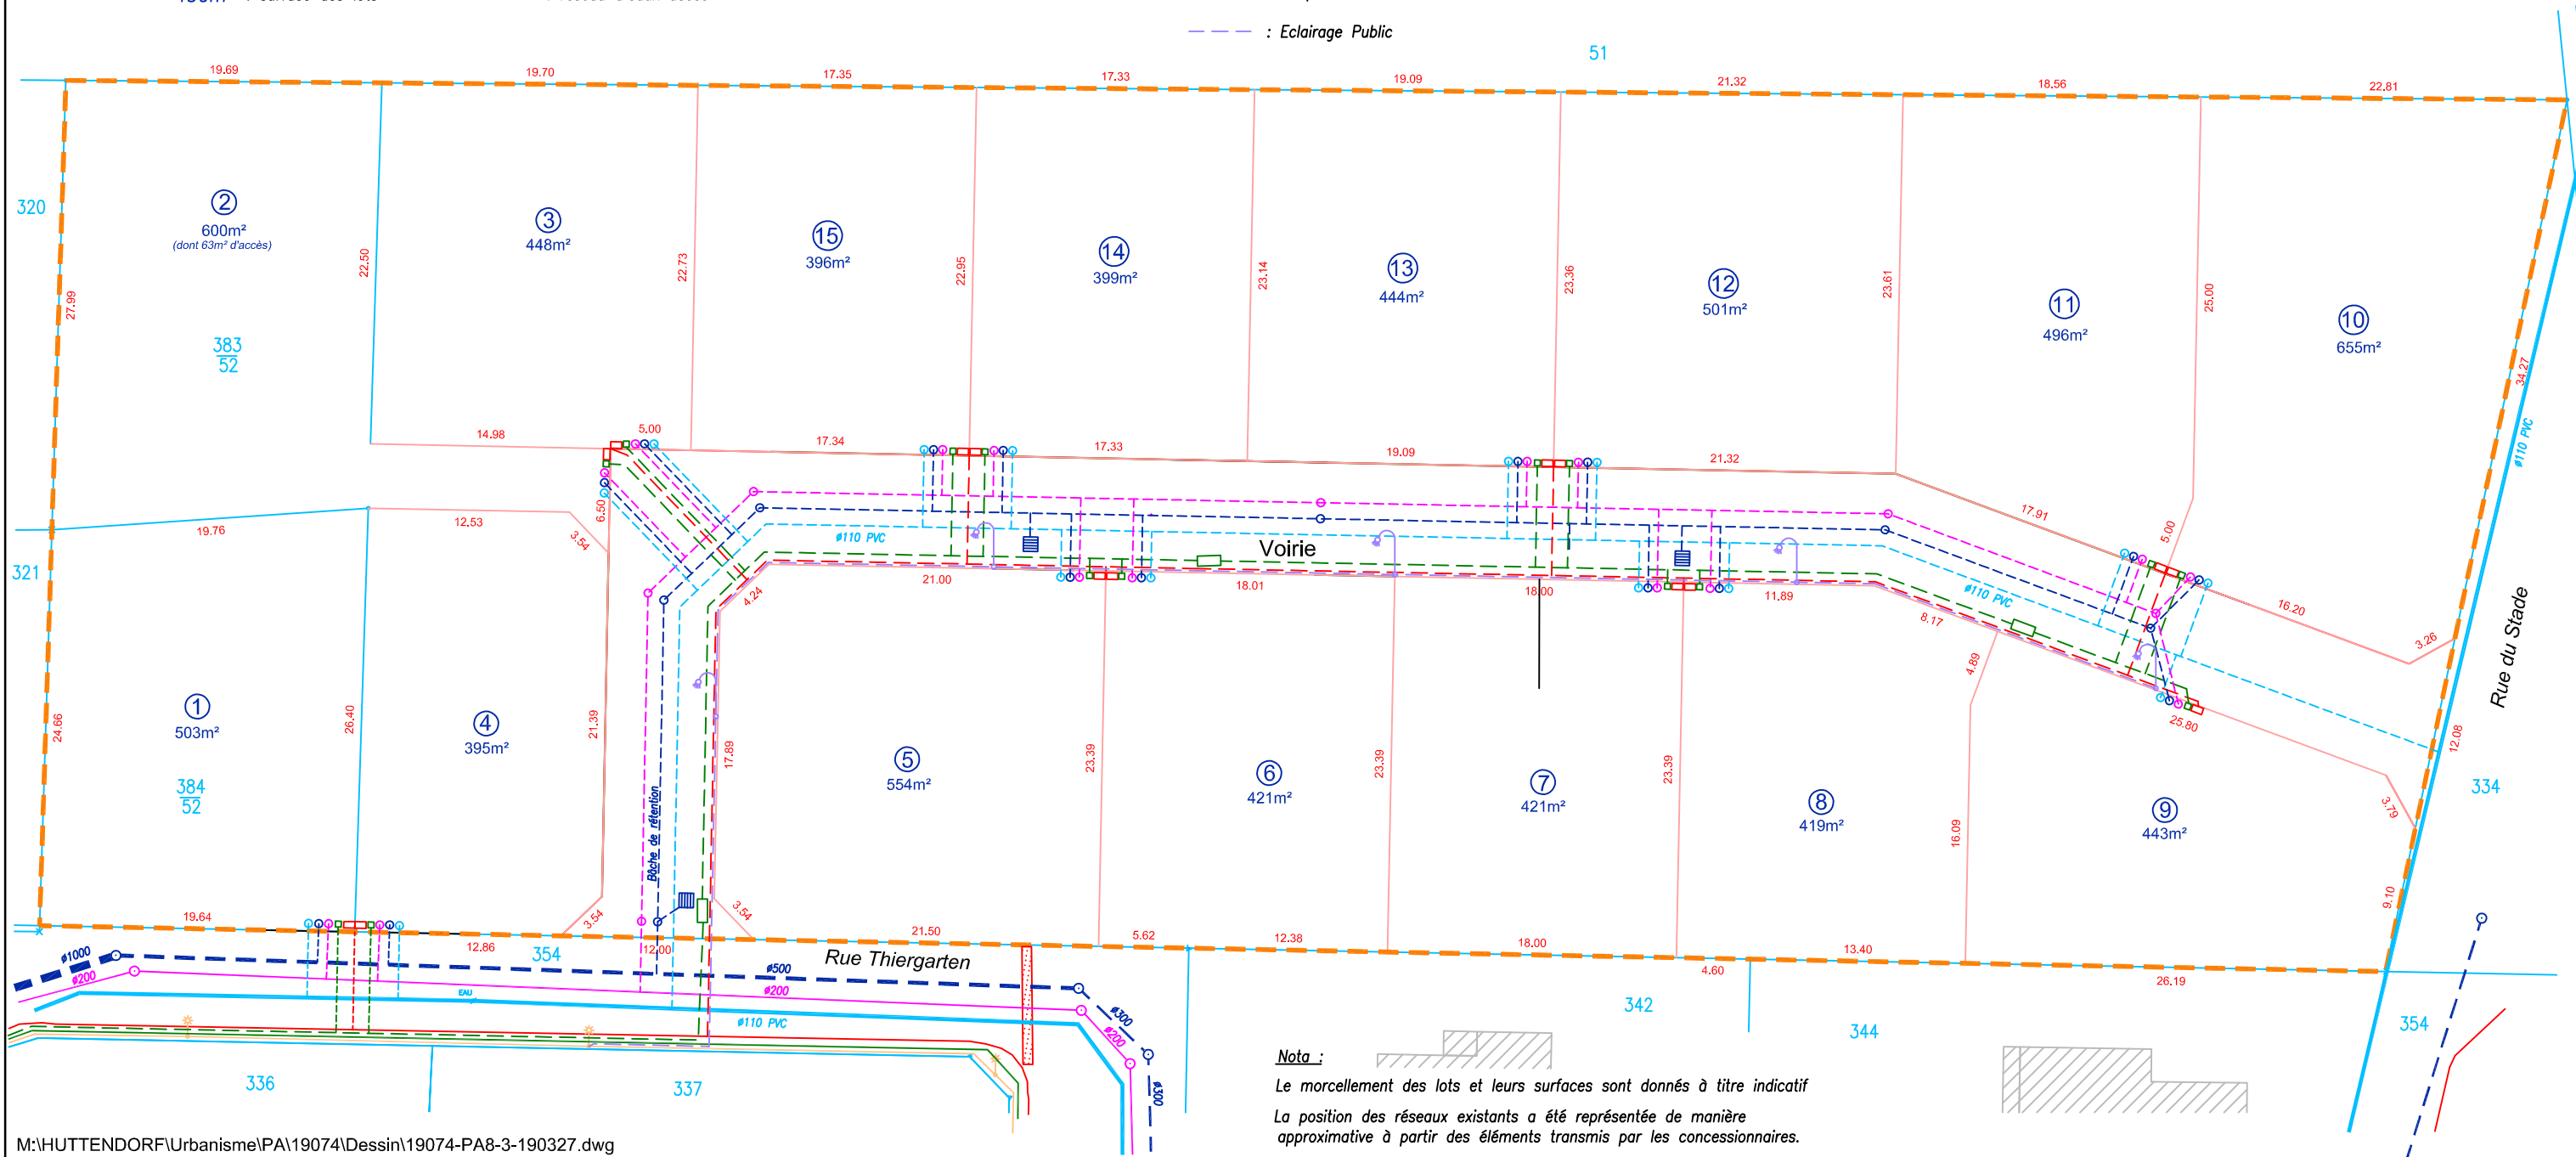 : Eclairage Public
51
19.69
19.70
17.35
17.33
19.09
21.32
18.56
22.81
320
2
600m²
(dont 63m² d'accès)
27.99
22.50
3
448m²
22.73
15
396m²
22.95
14
399m²
23.14
13
444m²
23.36
12
501m²
23.61
11
496m²
25.00
10
655m²
34.27
ø110 PVC
383
52
14.98
5.00
17.34
17.33
19.09
21.32
17.91
5.00
16.20
3.26
6.50
321
19.76
12.53
3.54
ø110 PVC
Voirie
4.24
21.00
18.01
18.00
11.89
8.17
ø110 PVC
4.89
25.80
12.08
3.79
Rue du Stade
334
1
503m²
24.66
26.40
4
395m²
21.39
17.89
Bâche de rétention
5
554m²
23.39
6
421m²
23.39
7
421m²
23.39
8
419m²
16.09
9
443m²
9.10
384
52
19.64
3.54
3.54
12.86
354
12.00
21.50
5.62
12.38
18.00
4.60
13.40
26.19
Rue Thiergarten
ø1000
ø200
ø500
ø200
EAU
ø110 PVC
ø300
ø200
ø300
342
344
354
336
337
Nota :
Le morcellement des lots et leurs surfaces sont donnés à titre indicatif
La position des réseaux existants a été représentée de manière
approximative à partir des éléments transmis par les concessionnaires.
M:\HUTTENDORF\Urbanisme\PA\19074\Dessin\19074-PA8-3-190327.dwg